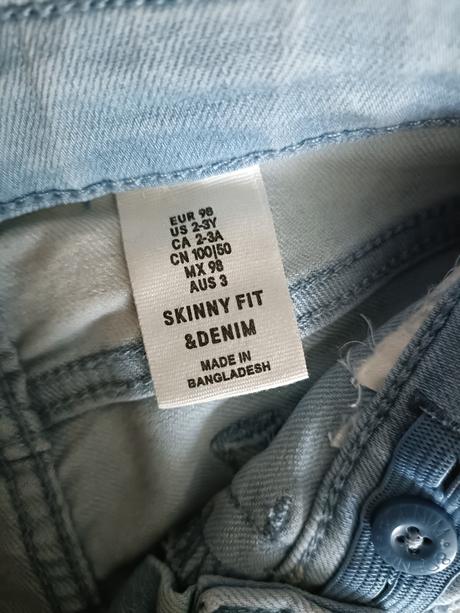 EUR 98
US 2-3Y
CA 2-3A
CN 100|50
MX 98
AUS 3
SKINNY FIT
&DENIM
MADE IN
BANGLADESH